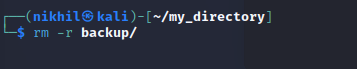 ┌──(nikhil㉿kali)-[~/my_directory]
└─$ rm -r backup/